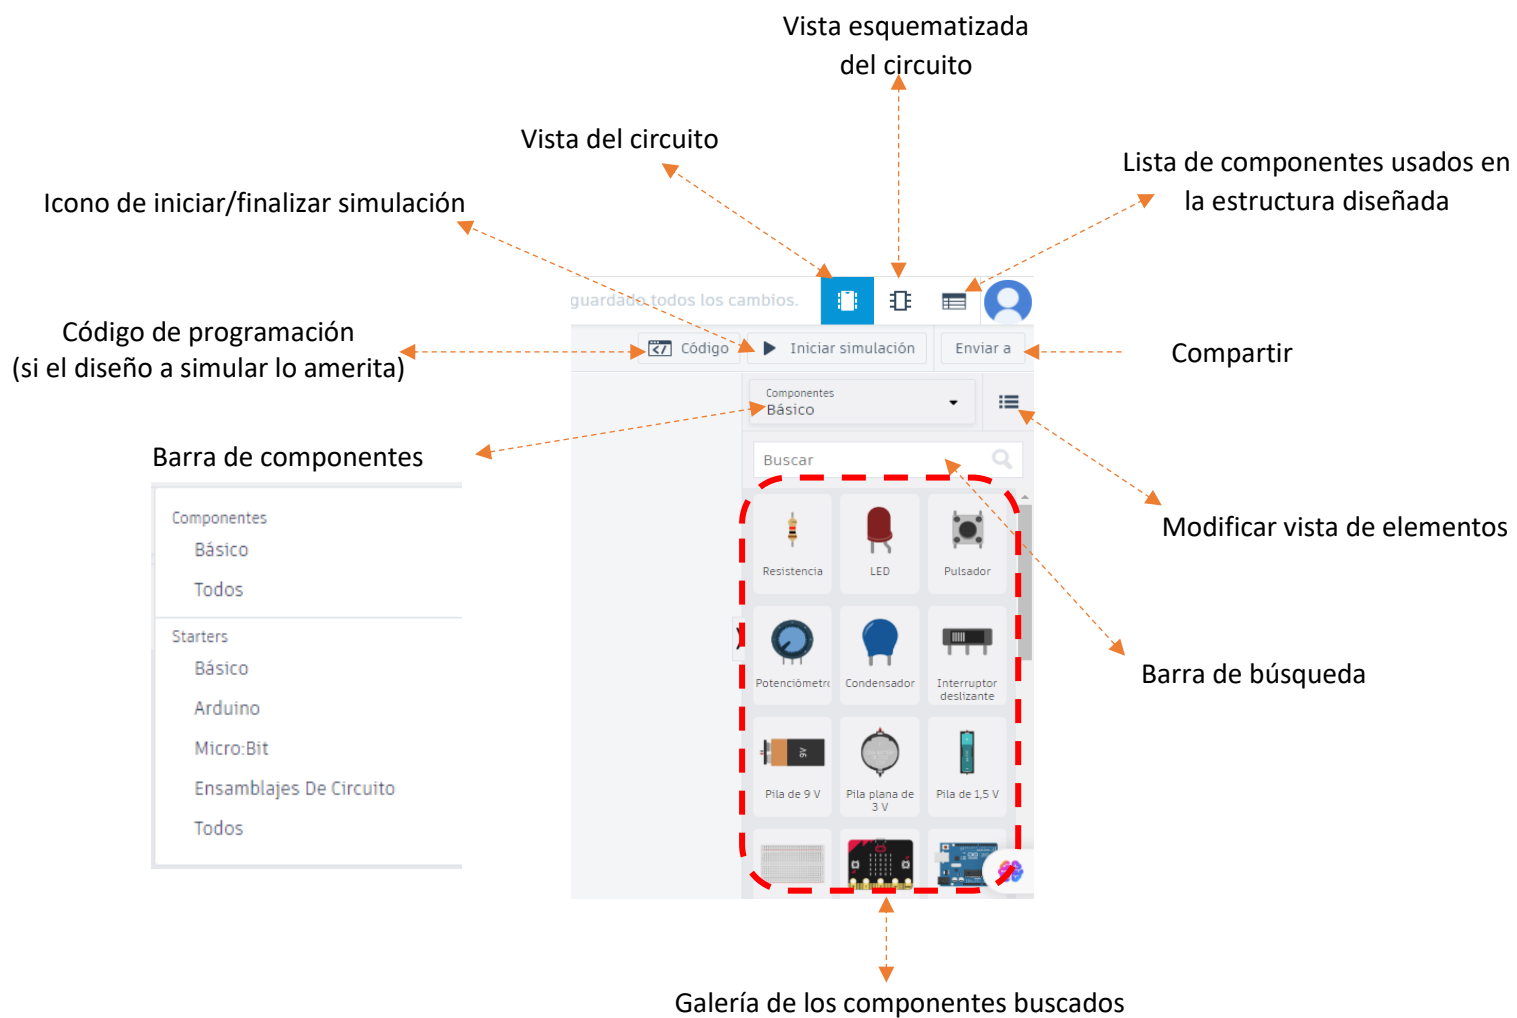 Vista esquematizada
del circuito
Vista del circuito
Lista de componentes usados en
la estructura diseñada
Icono de iniciar/finalizar simulación
guardado todos los cambios.
Código de programación
(si el diseño a simular lo amerita)
Código
Iniciar simulación
Enviar a
Compartir
Componentes
Básico
Barra de componentes
Buscar
Componentes
Básico
Todos
Starters
Básico
Arduino
Micro:Bit
Ensamblajes De Circuito
Todos
Modificar vista de elementos
Resistencia
LED
Pulsador
Barra de búsqueda
Potenciómetro
Condensador
Interruptor
deslizante
9V
Pila de 9 V
Pila plana de
3 V
Pila de 1,5 V
Galería de los componentes buscados